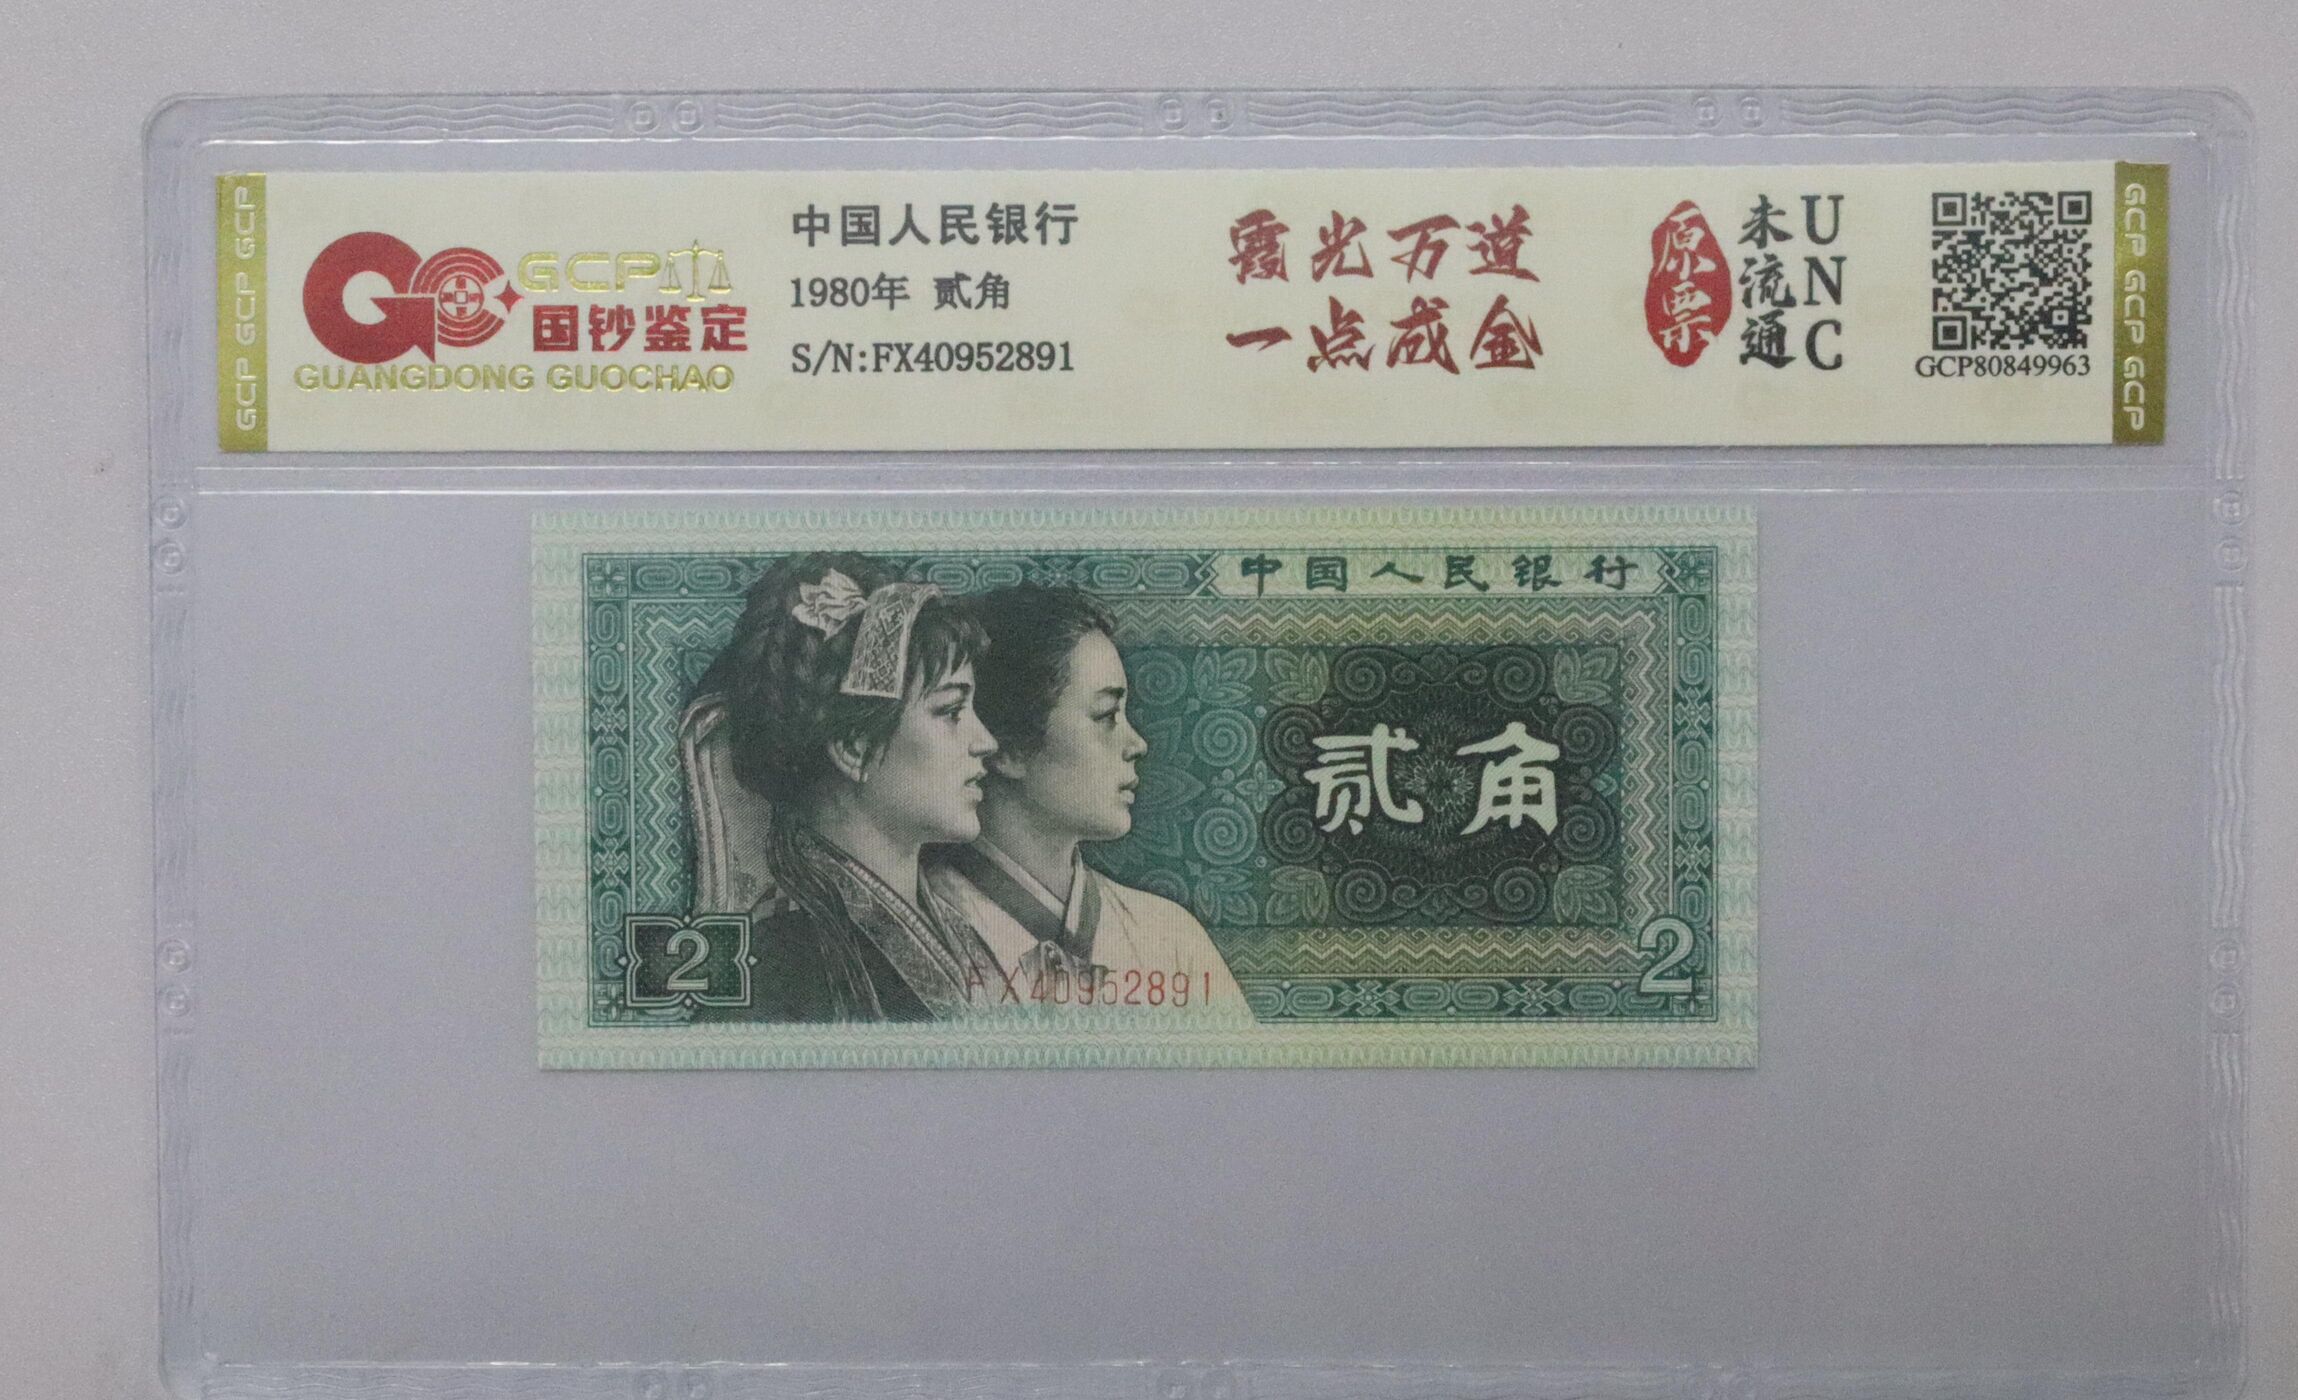 GCP GCP GCP GCP
GCP
国钞鉴定
GUANGDONG GUOCHAO
中国人民银行
1980年 贰角
S/N:FX40952891
霞光万道
一点成金
原票
未流通
UNC
GCP80849963
GCP GCP GCP GCP
中国人民银行
贰角
2
2
FX40952891